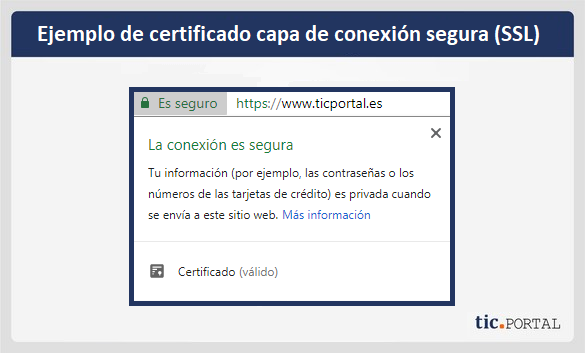 Ejemplo de certificado capa de conexión segura (SSL)
Es seguro https://www.ticportal.es
La conexión es segura
Tu información (por ejemplo, las contraseñas o los
números de las tarjetas de crédito) es privada cuando
se envía a este sitio web. Más información
Certificado (válido)
tic.PORTAL